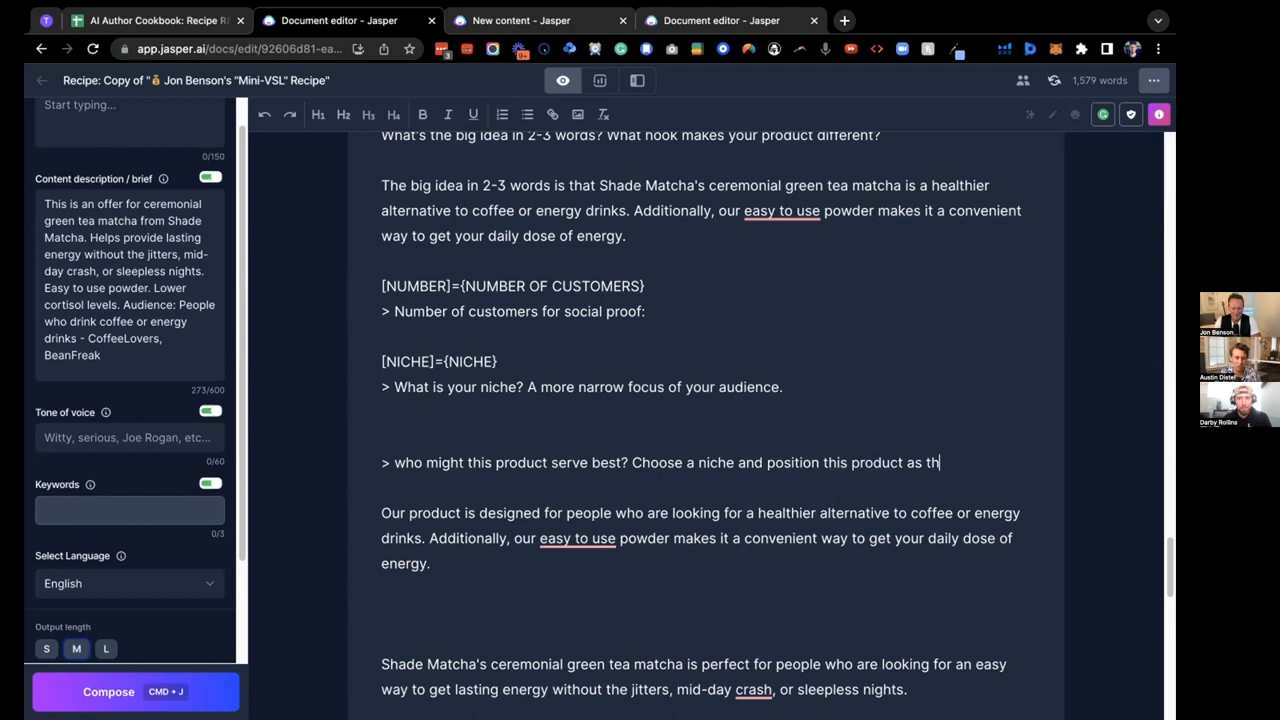 AI Author Cookbook: Recipe R&
Document editor - Jasper
New content - Jasper
Document editor - Jasper
app.jasper.ai/docs/edit/92606d81-ea...
Recipe: Copy of "💰 Jon Benson's "Mini-VSL" Recipe"
1,579 words
H1 H2 H3 H4 B I U
Start typing...
0/150
Content description / brief
This is an offer for ceremonial
green tea matcha from Shade
Matcha. Helps provide lasting
energy without the jitters, mid-
day crash, or sleepless nights.
Easy to use powder. Lower
cortisol levels. Audience: People
who drink coffee or energy
drinks - CoffeeLovers,
BeanFreak
273/600
Tone of voice
Witty, serious, Joe Rogan, etc...
0/60
Keywords
0/3
Select Language
English
Output length
S M L
Compose CMD + J
What's the big idea in 2-3 words? What hook makes your product different?
The big idea in 2-3 words is that Shade Matcha's ceremonial green tea matcha is a healthier
alternative to coffee or energy drinks. Additionally, our easy to use powder makes it a convenient
way to get your daily dose of energy.
[NUMBER]={NUMBER OF CUSTOMERS}
> Number of customers for social proof:
[NICHE]={NICHE}
> What is your niche? A more narrow focus of your audience.
> who might this product serve best? Choose a niche and position this product as th
Our product is designed for people who are looking for a healthier alternative to coffee or energy
drinks. Additionally, our easy to use powder makes it a convenient way to get your daily dose of
energy.
Shade Matcha's ceremonial green tea matcha is perfect for people who are looking for an easy
way to get lasting energy without the jitters, mid-day crash, or sleepless nights.
Jon Benson
Austin Distel
Darby Rollins